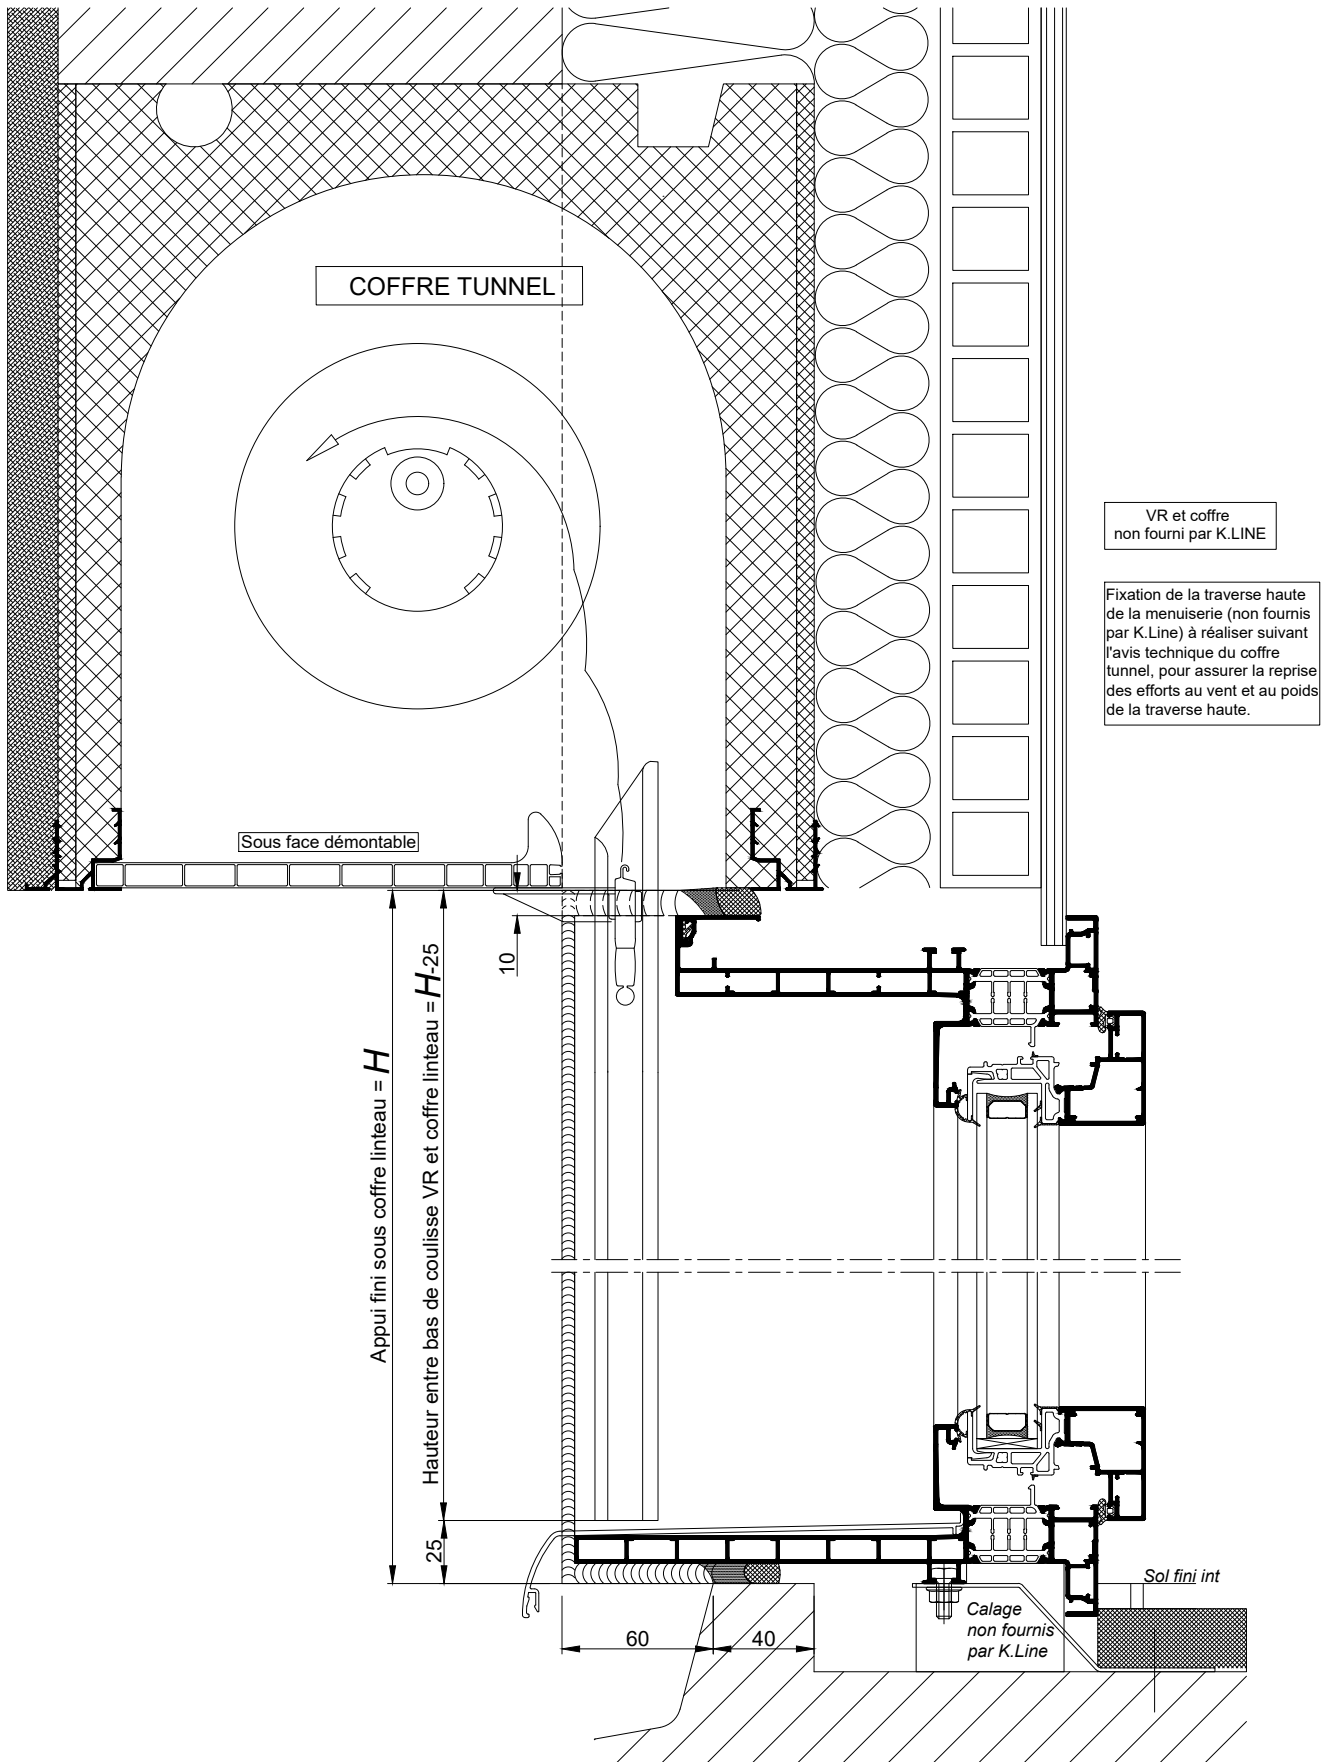 COFFRE TUNNEL
VR et coffre
non fourni par K.LINE
Fixation de la traverse haute
de la menuiserie (non fournis
par K.Line) à réaliser suivant
l'avis technique du coffre
tunnel, pour assurer la reprise
des efforts au vent et au poids
de la traverse haute.
Sous face démontable
10
Appui fini sous coffre linteau = H
Hauteur entre bas de coulisse VR et coffre linteau = H-25
25
60
40
Calage
non fournis
par K.Line
Sol fini int